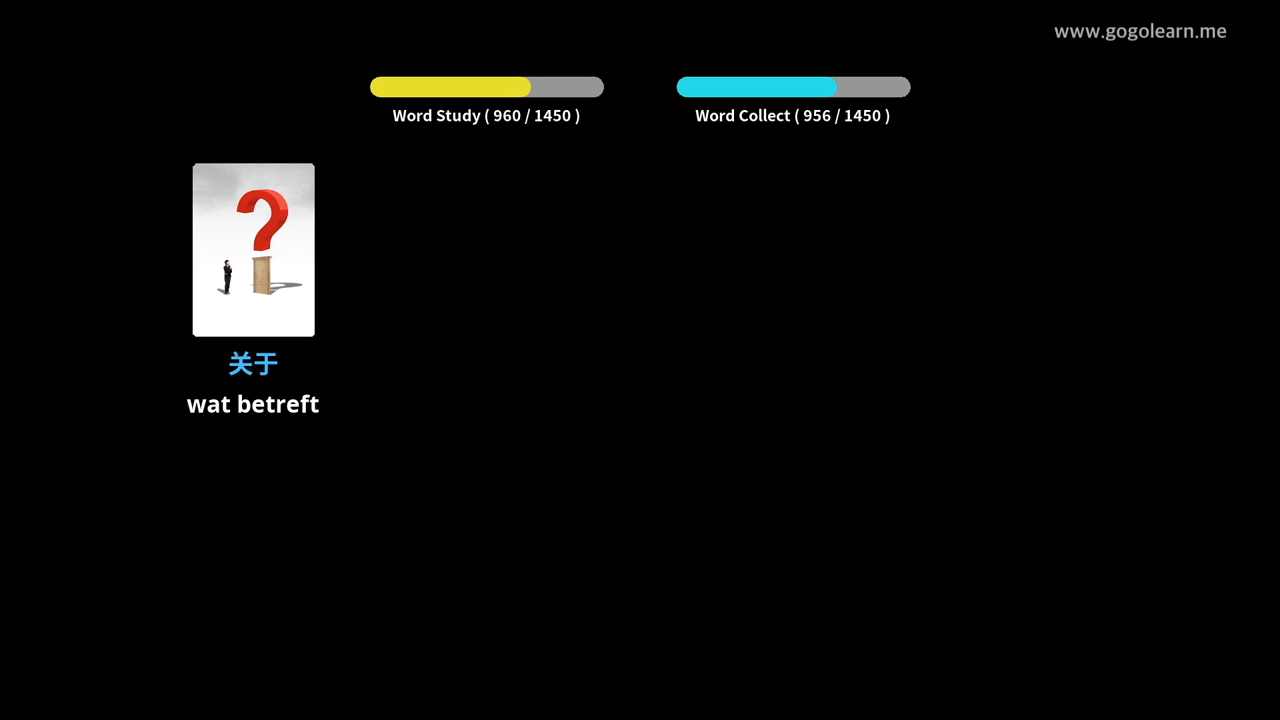 www.gogolearn.me
Word Study ( 960 / 1450 )
Word Collect ( 956 / 1450 )
关于
wat betreft